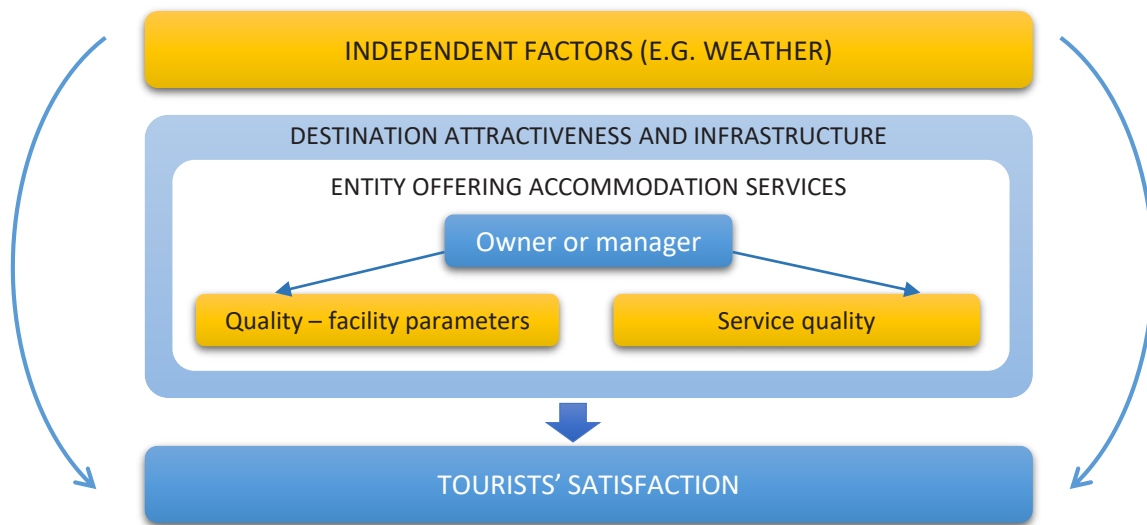 INDEPENDENT FACTORS (E.G. WEATHER)
DESTINATION ATTRACTIVENESS AND INFRASTRUCTURE
ENTITY OFFERING ACCOMMODATION SERVICES
Owner or manager
Quality – facility parameters
Service quality
TOURISTS’ SATISFACTION